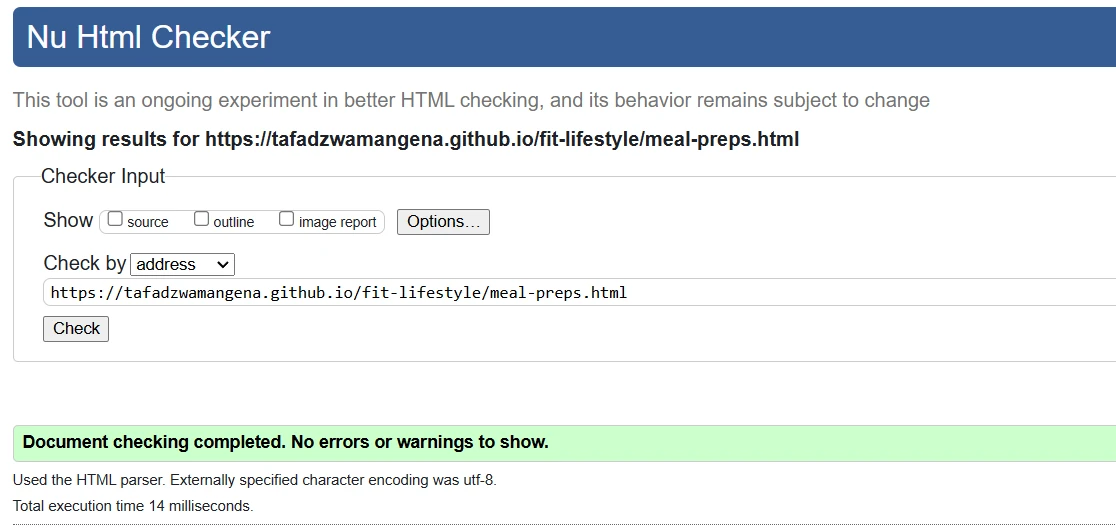 Nu Html Checker
This tool is an ongoing experiment in better HTML checking, and its behavior remains subject to change
Showing results for https://tafadzwamangena.github.io/fit-lifestyle/meal-preps.html
Checker Input
Show source outline image report Options…
Check by address
https://tafadzwamangena.github.io/fit-lifestyle/meal-preps.html
Check
Document checking completed. No errors or warnings to show.
Used the HTML parser. Externally specified character encoding was utf-8.
Total execution time 14 milliseconds.